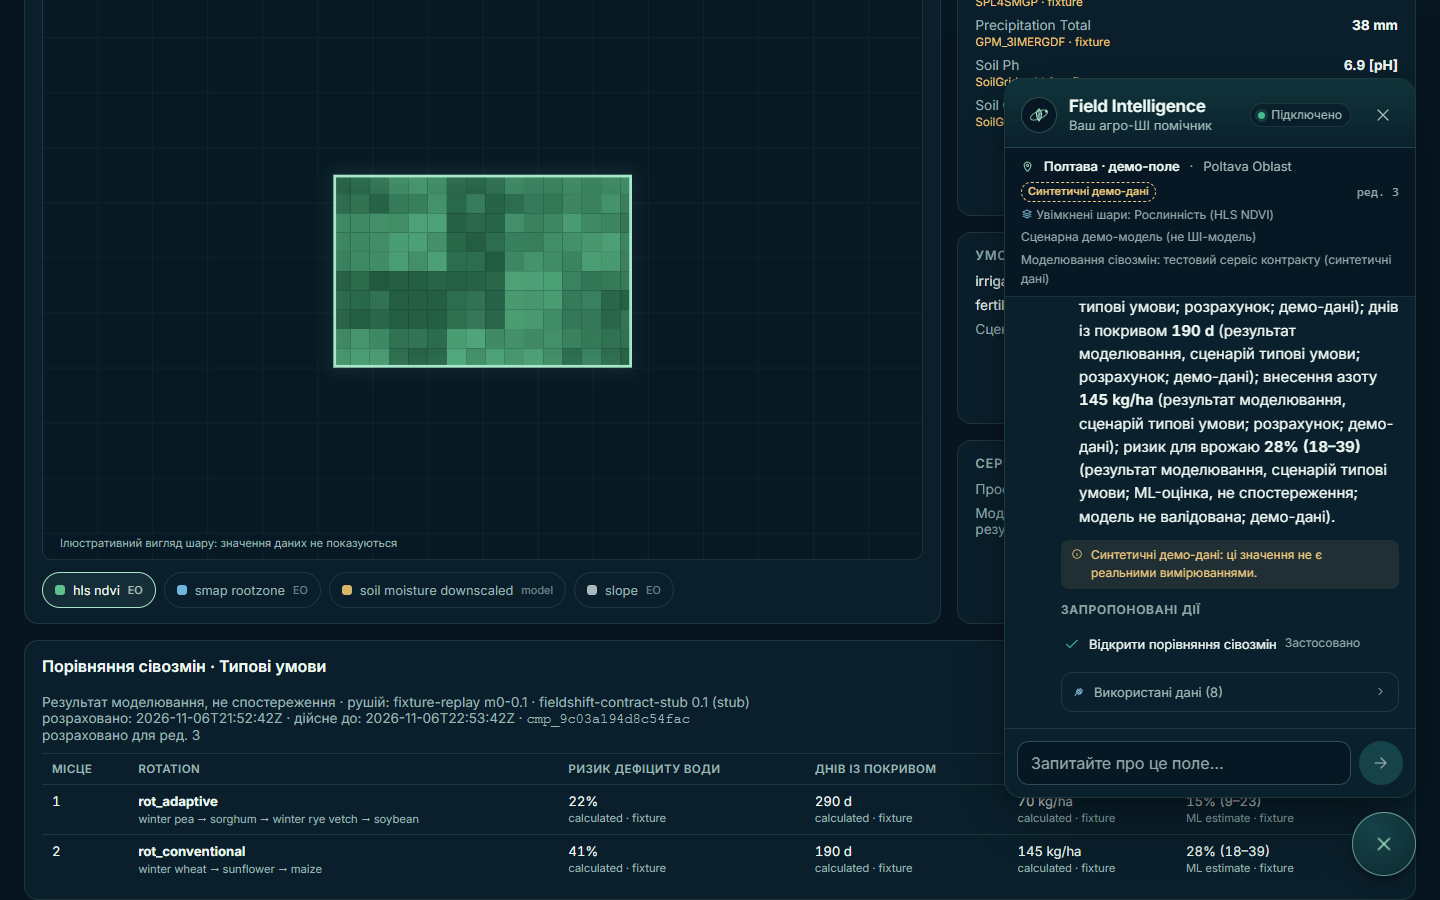 SPL4SMGP · fixture
Precipitation Total 38 mm
GPM_3IMERGDF · fixture
Soil Ph 6.9 [pH]
Ілюстративний вигляд шару: значення даних не показуються
hls ndvi EO
smap rootzone EO
soil moisture downscaled model
slope EO
Field Intelligence
Ваш агро-ШІ помічник
Підключено
Полтава · демо-поле · Poltava Oblast
Синтетичні демо-дані
ред. 3
Увімкнені шари: Рослинність (HLS NDVI)
Сценарна демо-модель (не ШІ-модель)
Моделювання сівозмін: тестовий сервіс контракту (синтетичні
дані)
типові умови; розрахунок; демо-дані); днів
із покривом 190 d (результат
моделювання, сценарій типові умови;
розрахунок; демо-дані); внесення азоту
145 kg/ha (результат моделювання,
сценарій типові умови; розрахунок; демо-
дані); ризик для врожаю 28% (18–39)
(результат моделювання, сценарій типові
умови; ML-оцінка, не спостереження;
модель не валідована; демо-дані).
Синтетичні демо-дані: ці значення не є
реальними вимірюваннями.
ЗАПРОПОНОВАНІ ДІЇ
Відкрити порівняння сівозмін Застосовано
Використані дані (8)
Запитайте про це поле...
Порівняння сівозмін · Типові умови
Результат моделювання, не спостереження · рушій: fixture-replay m0-0.1 · fieldshift-contract-stub 0.1 (stub)
розраховано: 2026-11-06T21:52:42Z · дійсне до: 2026-11-06T22:53:42Z · cmp_9c03a194d8c54fac
розраховано для ред. 3
МІСЦЕ ROTATION РИЗИК ДЕФІЦИТУ ВОДИ ДНІВ ІЗ ПОКРИВОМ
1 rot_adaptive 22% 290 d 70 kg/ha 15% (9–23)
winter pea → sorghum → winter rye vetch → soybean calculated · fixture calculated · fixture calculated · fixture ML estimate · fixture
2 rot_conventional 41% 190 d 145 kg/ha 28% (18–39)
winter wheat → sunflower → maize calculated · fixture calculated · fixture calculated · fixture ML estimate · fixture